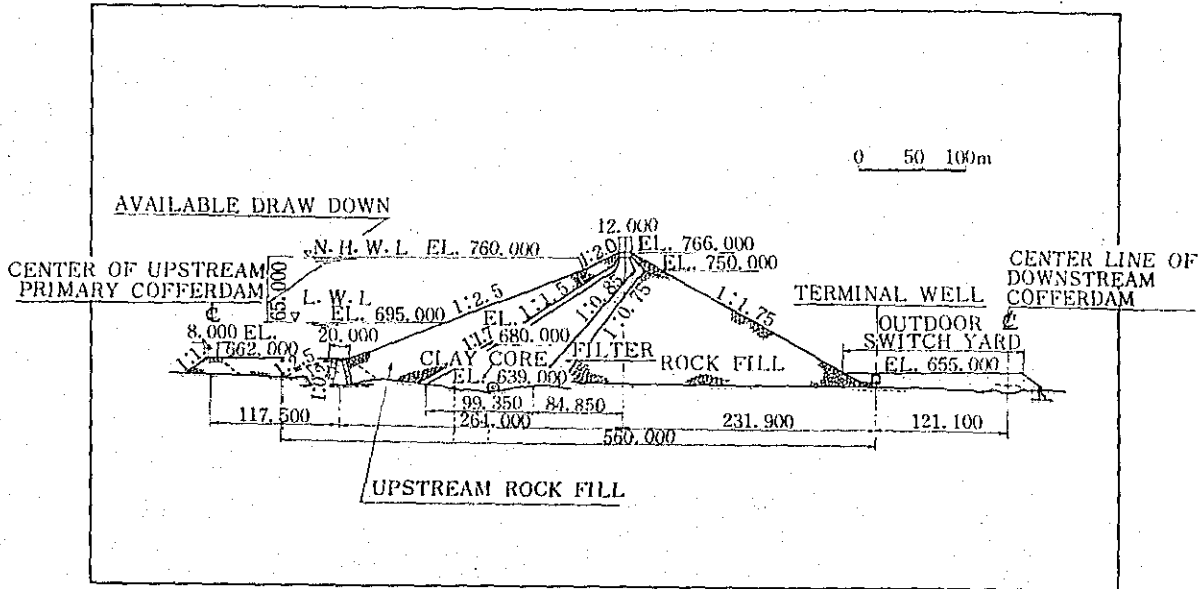 0 50 100m
AVAILABLE DRAW DOWN
12.000
N.H.W.L EL. 760.000
1:2.0
EL. 766.000
EL. 750.000
CENTER OF UPSTREAM
PRIMARY COFFERDAM
65.000
L.W.L
EL. 695.000
1:2.5
1:1.5
1:0.85
1:0.75
1:1.75
CENTER LINE OF
DOWNSTREAM
COFFERDAM
TERMINAL WELL
OUTDOOR
SWITCH YARD
EL. 655.000
8.000 EL.
662.000
20.000
EL.
680.000
CLAY CORE
EL. 639.000
FILTER
ROCK FILL
99.350
84.850
117.500
264.000
231.900
121.100
560.000
UPSTREAM ROCK FILL